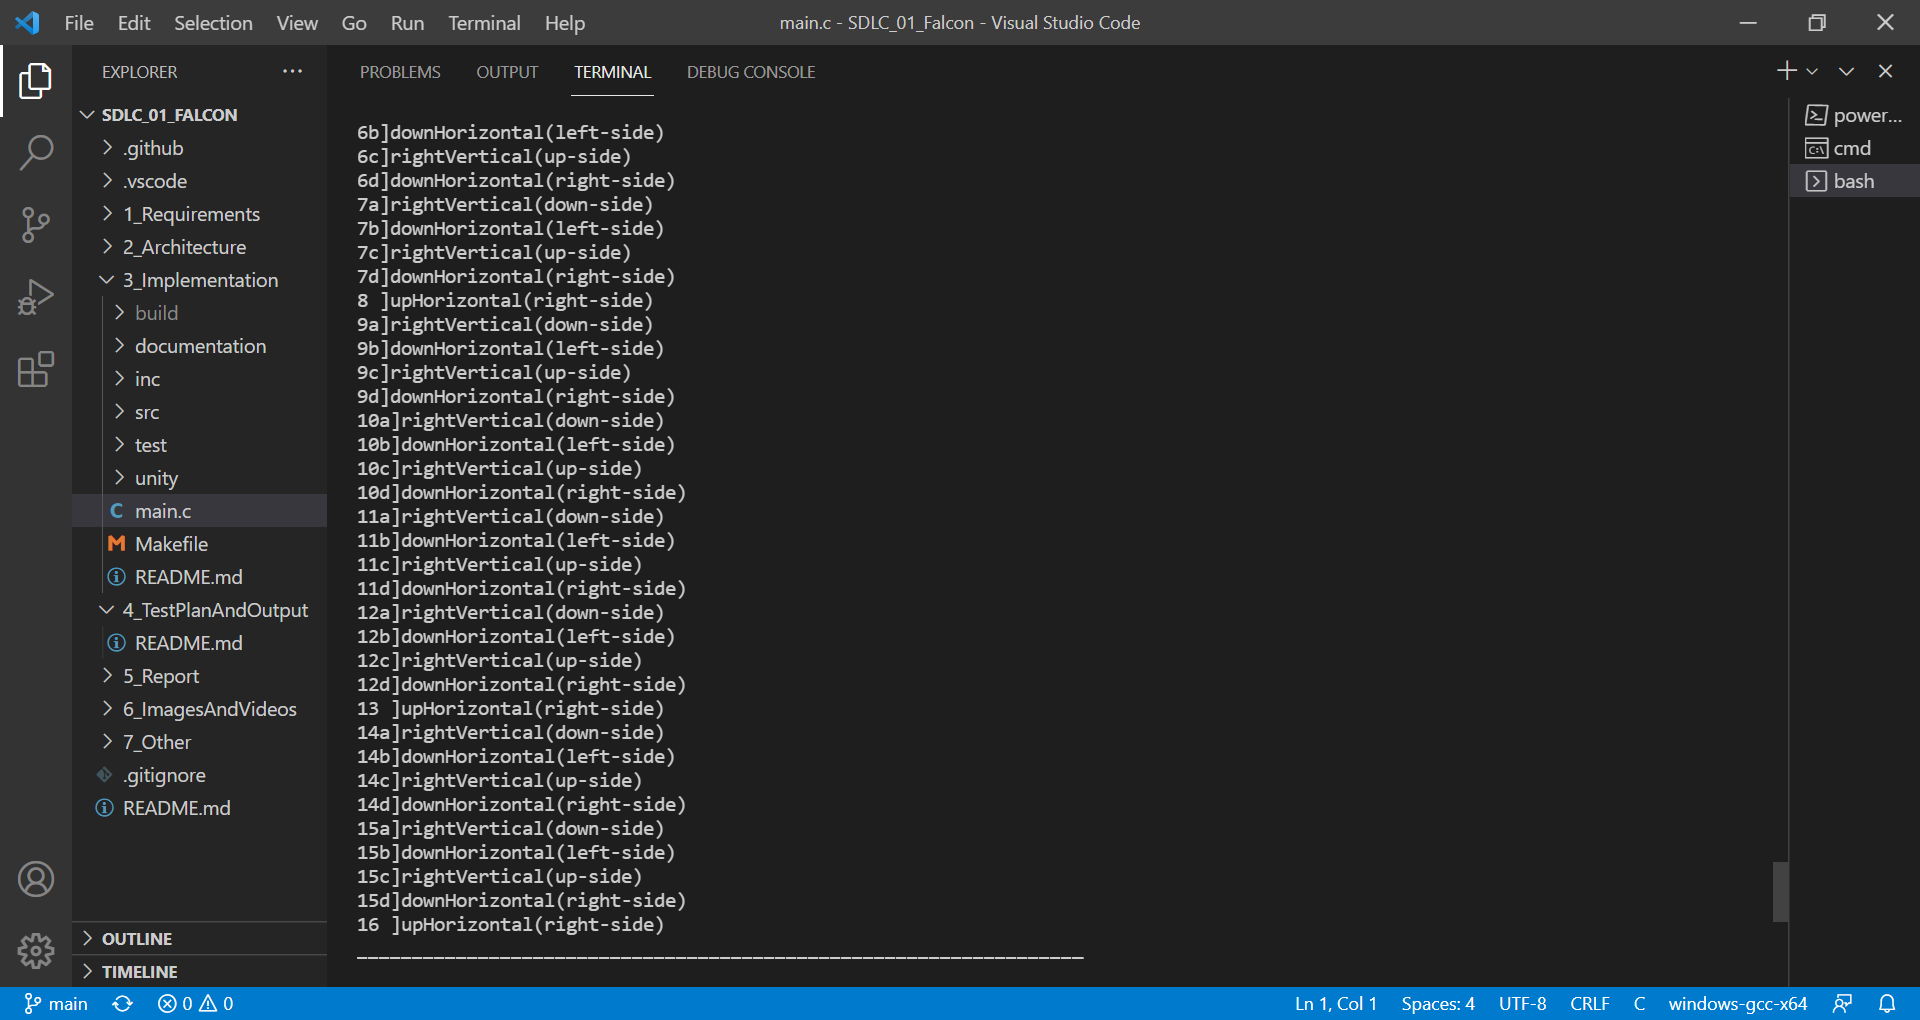 File Edit Selection View Go Run Terminal Help
main.c - SDLC_01_Falcon - Visual Studio Code
EXPLORER
SDLC_01_FALCON
.github
.vscode
1_Requirements
2_Architecture
3_Implementation
build
documentation
inc
src
test
unity
C main.c
M Makefile
README.md
4_TestPlanAndOutput
README.md
5_Report
6_ImagesAndVideos
7_Other
.gitignore
README.md
OUTLINE
TIMELINE
PROBLEMS OUTPUT TERMINAL DEBUG CONSOLE
6b]downHorizontal(left-side)
6c]rightVertical(up-side)
6d]downHorizontal(right-side)
7a]rightVertical(down-side)
7b]downHorizontal(left-side)
7c]rightVertical(up-side)
7d]downHorizontal(right-side)
8 ]upHorizontal(right-side)
9a]rightVertical(down-side)
9b]downHorizontal(left-side)
9c]rightVertical(up-side)
9d]downHorizontal(right-side)
10a]rightVertical(down-side)
10b]downHorizontal(left-side)
10c]rightVertical(up-side)
10d]downHorizontal(right-side)
11a]rightVertical(down-side)
11b]downHorizontal(left-side)
11c]rightVertical(up-side)
11d]downHorizontal(right-side)
12a]rightVertical(down-side)
12b]downHorizontal(left-side)
12c]rightVertical(up-side)
12d]downHorizontal(right-side)
13 ]upHorizontal(right-side)
14a]rightVertical(down-side)
14b]downHorizontal(left-side)
14c]rightVertical(up-side)
14d]downHorizontal(right-side)
15a]rightVertical(down-side)
15b]downHorizontal(left-side)
15c]rightVertical(up-side)
15d]downHorizontal(right-side)
16 ]upHorizontal(right-side)
power...
cmd
bash
main 0 0
Ln 1, Col 1 Spaces: 4 UTF-8 CRLF C windows-gcc-x64